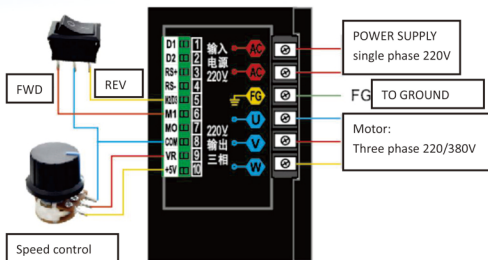 FWD
REV
Speed control
D1 1
D2 2
RS+ 3
RS- 4
5
M1 6
MO 7
COM 8
VR 9
+5V 10
输入
电源
220V
220V
输出
三相
AC
AC
FG
U
V
W
POWER SUPPLY
single phase 220V
FG
TO GROUND
Motor:
Three phase 220/380V